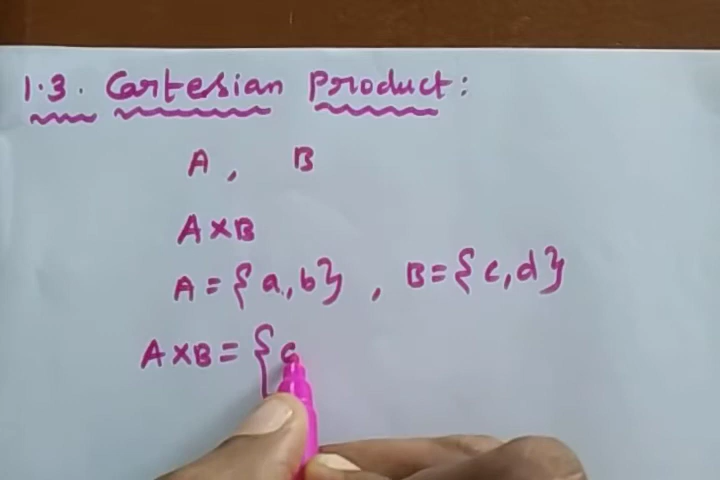 1.3. Cartesian Product:
A, B
A×B
A={a,b}, B={c,d}
A×B={